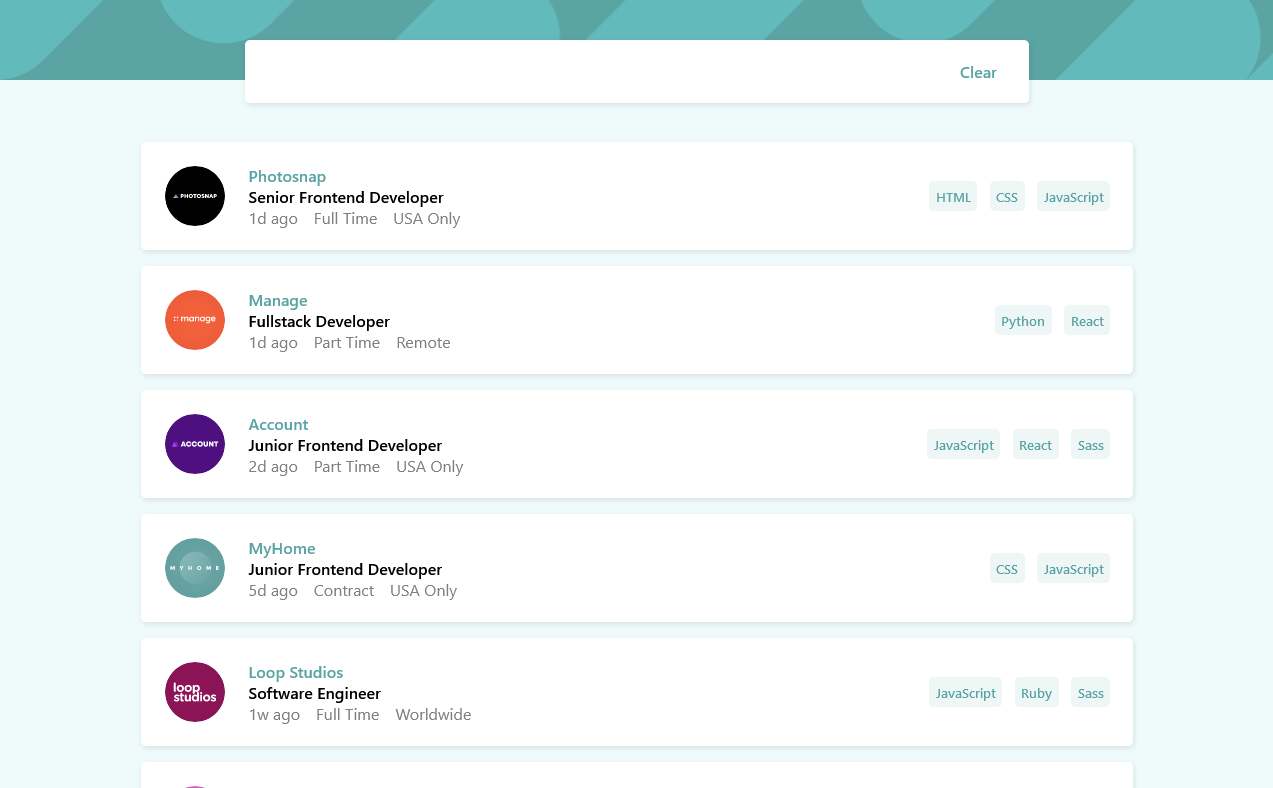 Clear
PHOTOSNAP
Photosnap
Senior Frontend Developer
1d ago Full Time USA Only
HTML CSS JavaScript
manage
Manage
Fullstack Developer
1d ago Part Time Remote
Python React
ACCOUNT
Account
Junior Frontend Developer
2d ago Part Time USA Only
JavaScript React Sass
MYHOME
MyHome
Junior Frontend Developer
5d ago Contract USA Only
CSS JavaScript
loop
studios
Loop Studios
Software Engineer
1w ago Full Time Worldwide
JavaScript Ruby Sass